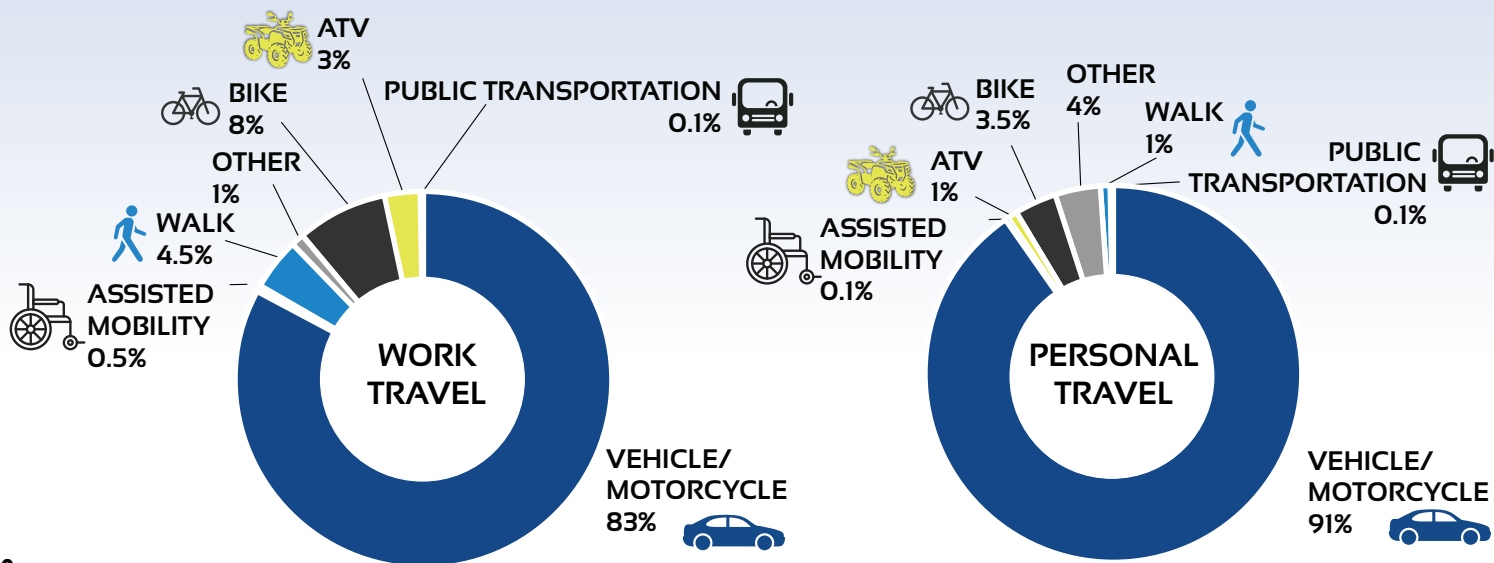 ATV
3%
BIKE
8%
PUBLIC TRANSPORTATION
0.1%
OTHER
1%
WALK
4.5%
ASSISTED
MOBILITY
0.5%
WORK
TRAVEL
VEHICLE/
MOTORCYCLE
83%
OTHER
4%
BIKE
3.5%
WALK
1%
PUBLIC
TRANSPORTATION
0.1%
ATV
1%
ASSISTED
MOBILITY
0.1%
PERSONAL
TRAVEL
VEHICLE/
MOTORCYCLE
91%